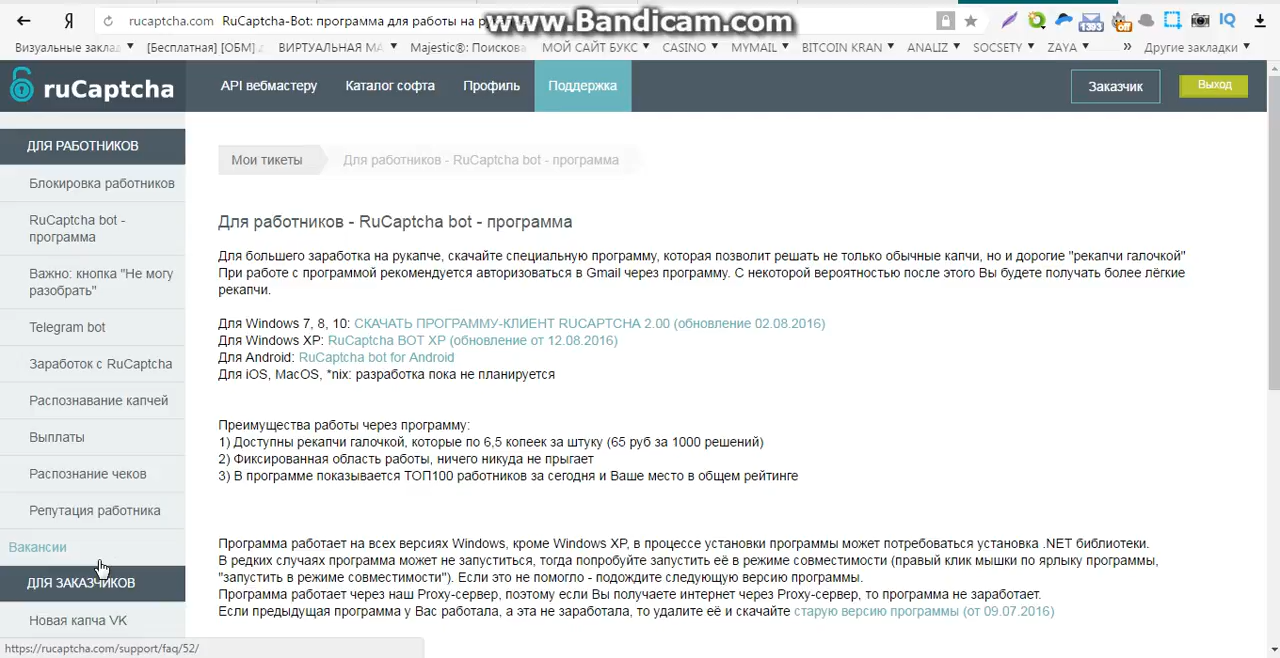 rucaptcha.com RuCaptcha-Bot: программа для работы на р
www.Bandicam.com
1393
off
IQ
Визуальные заклад
[Бесплатная] [ОБМ]
ВИРТУАЛЬНАЯ МА
Majestic®: Поискова
МОЙ САЙТ БУКС
CASINO
MYMAIL
BITCOIN KRAN
ANALIZ
SOCSETY
ZAYA
»
Другие закладки
ruCaptcha
API вебмастеру
Каталог софта
Профиль
Поддержка
Заказчик
Выход
ДЛЯ РАБОТНИКОВ
Блокировка работников
RuCaptcha bot -
программа
Важно: кнопка "Не могу
разобрать"
Telegram bot
Заработок с RuCaptcha
Распознавание капчей
Выплаты
Распознание чеков
Репутация работника
Вакансии
ДЛЯ ЗАКАЗЧИКОВ
Новая капча VK
https://rucaptcha.com/support/faq/52/
Мои тикеты
Для работников - RuCaptcha bot - программа
Для работников - RuCaptcha bot - программа
Для большего заработка на рукапче, скачайте специальную программу, которая позволит решать не только обычные капчи, но и дорогие "рекапчи галочкой"
При работе с программой рекомендуется авторизоваться в Gmail через программу. С некоторой вероятностью после этого Вы будете получать более лёгкие
рекапчи.
Для Windows 7, 8, 10: СКАЧАТЬ ПРОГРАММУ-КЛИЕНТ RUCAPTCHA 2.00 (обновление 02.08.2016)
Для Windows XP: RuCaptcha BOT XP (обновление от 12.08.2016)
Для Android: RuCaptcha bot for Android
Для iOS, MacOS, *nix: разработка пока не планируется
Преимущества работы через программу:
1) Доступны рекапчи галочкой, которые по 6,5 копеек за штуку (65 руб за 1000 решений)
2) Фиксированная область работы, ничего никуда не прыгает
3) В программе показывается ТОП100 работников за сегодня и Ваше место в общем рейтинге
Программа работает на всех версиях Windows, кроме Windows XP, в процессе установки программы может потребоваться установка .NET библиотеки.
В редких случаях программа может не запуститься, тогда попробуйте запустить её в режиме совместимости (правый клик мышки по ярлыку программы,
"запустить в режиме совместимости"). Если это не помогло - подождите следующую версию программы.
Программа работает через наш Proxy-сервер, поэтому если Вы получаете интернет через Proxy-сервер, то программа не заработает.
Если предыдущая программа у Вас работала, а эта не заработала, то удалите её и скачайте старую версию программы (от 09.07.2016)